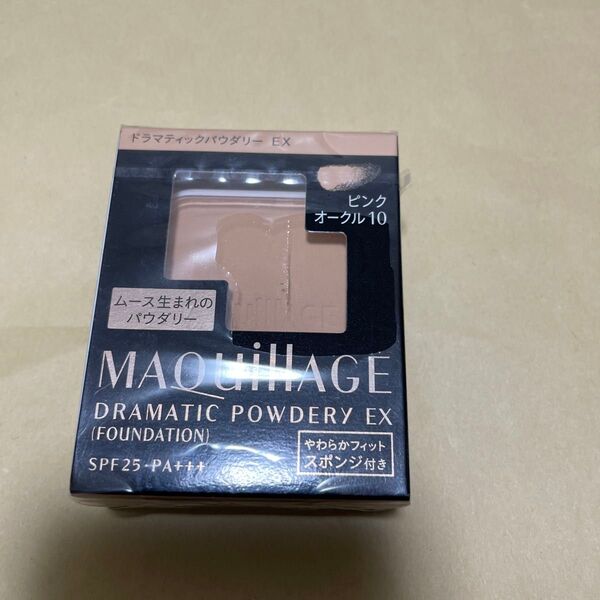 ドラマティックパウダリー EX
ピンク
オークル10
ムース生まれの
パウダリー
MAQuillAGE
DRAMATIC POWDERY EX
(FOUNDATION)
SPF25・PA+++
やわらかフィット
スポンジ付き